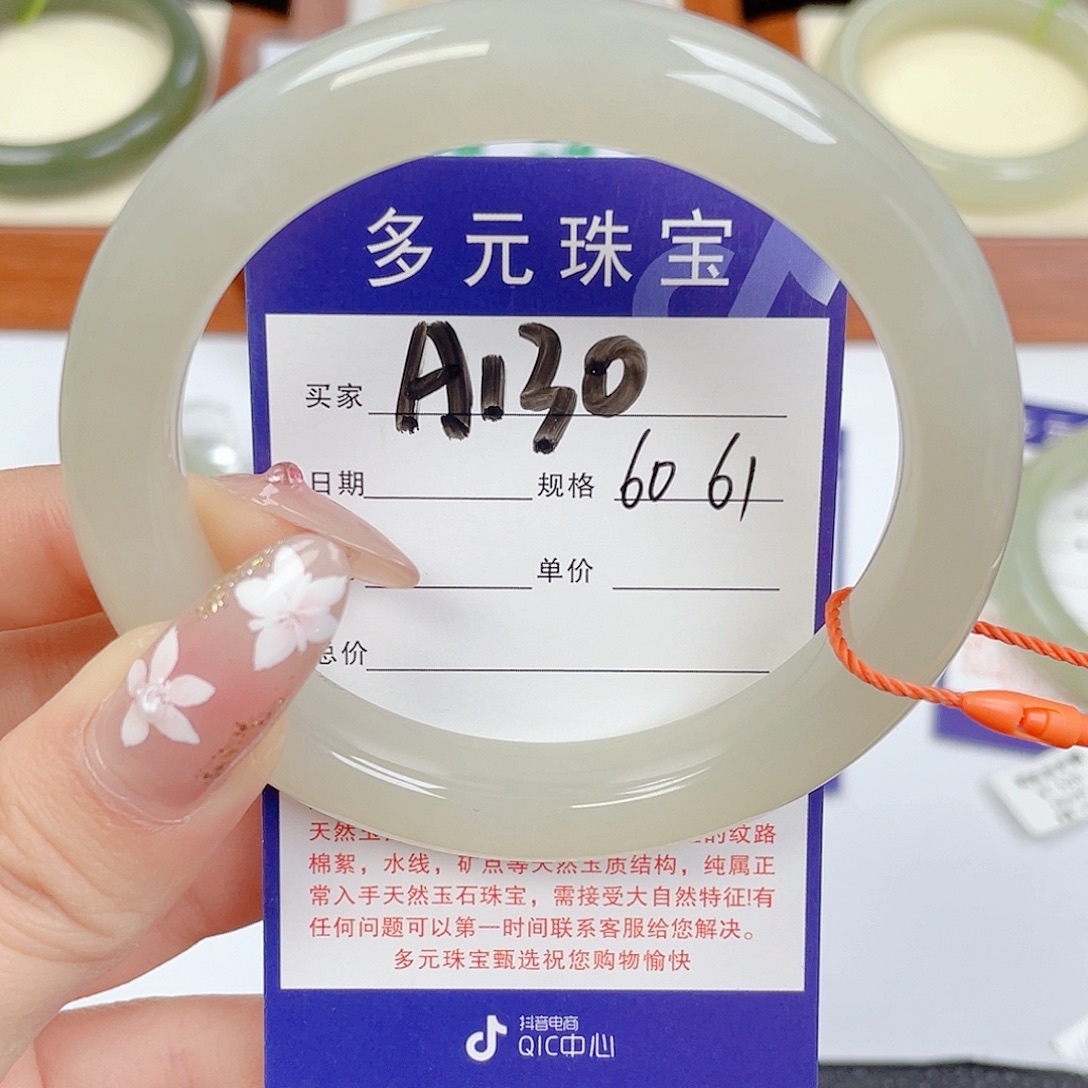 多元珠宝
买家 A130
日期 规格 60 61
单价
总价
天然玉 的纹路
棉絮，水线，矿点等天然玉质结构，纯属正
常入手天然玉石珠宝，需接受大自然特征!有
任何问题可以第一时间联系客服给您解决。
多元珠宝甄选祝您购物愉快
抖音电商
QIC中心